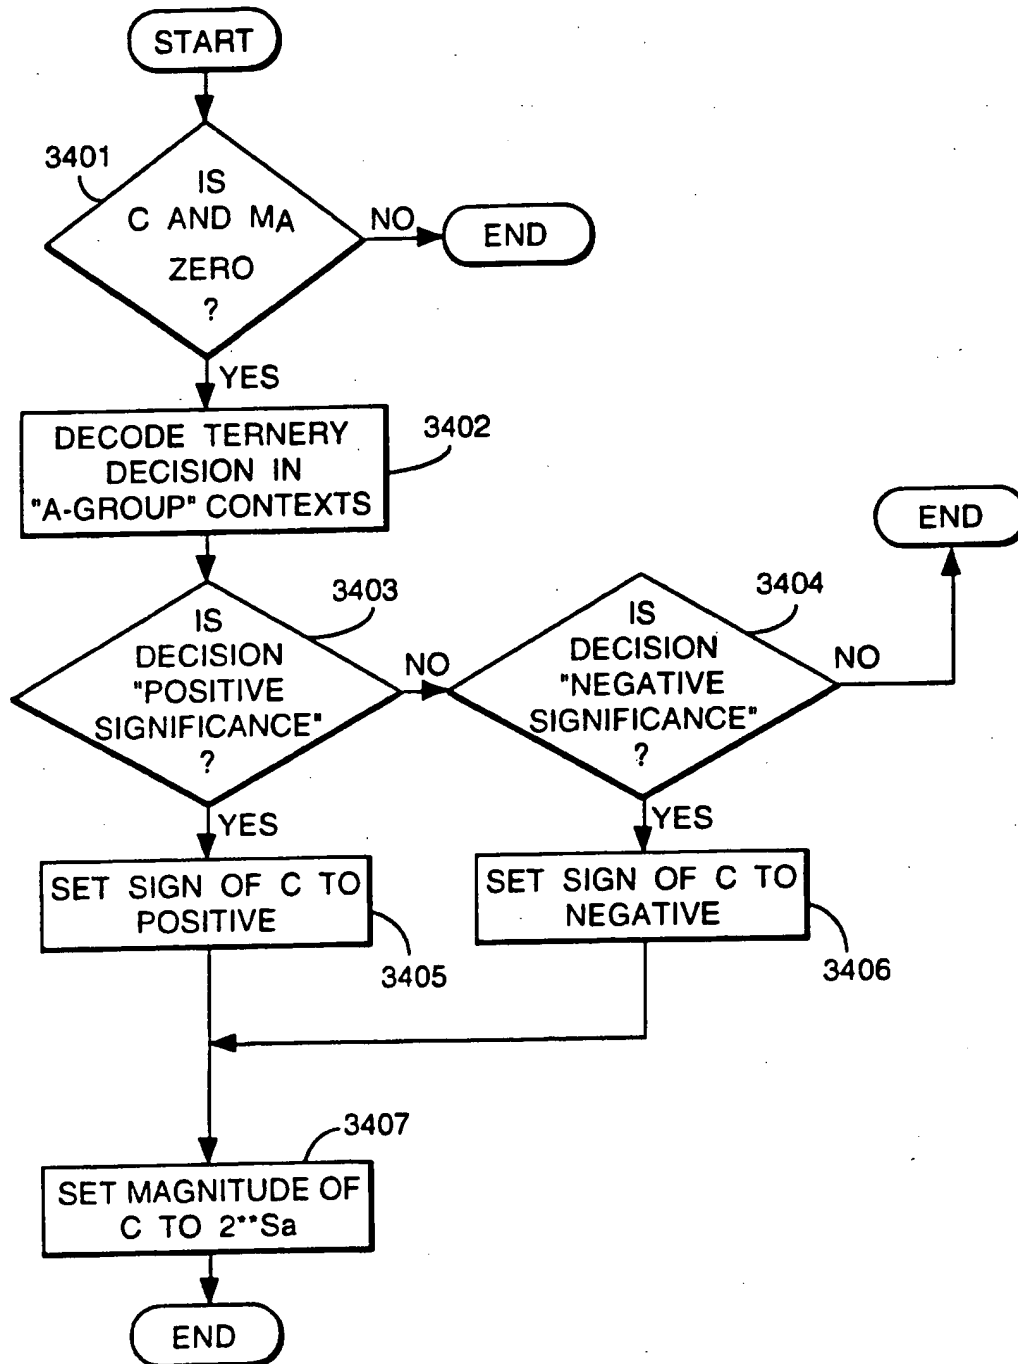 START
3401
IS
C AND MA
ZERO
?
NO
END
YES
DECODE TERNERY
DECISION IN
"A-GROUP" CONTEXTS
3402
END
3403
IS
DECISION
"POSITIVE
SIGNIFICANCE"
?
NO
3404
IS
DECISION
"NEGATIVE
SIGNIFICANCE"
?
NO
YES
YES
SET SIGN OF C TO
POSITIVE
3405
SET SIGN OF C TO
NEGATIVE
3406
3407
SET MAGNITUDE OF
C TO 2**Sa
END